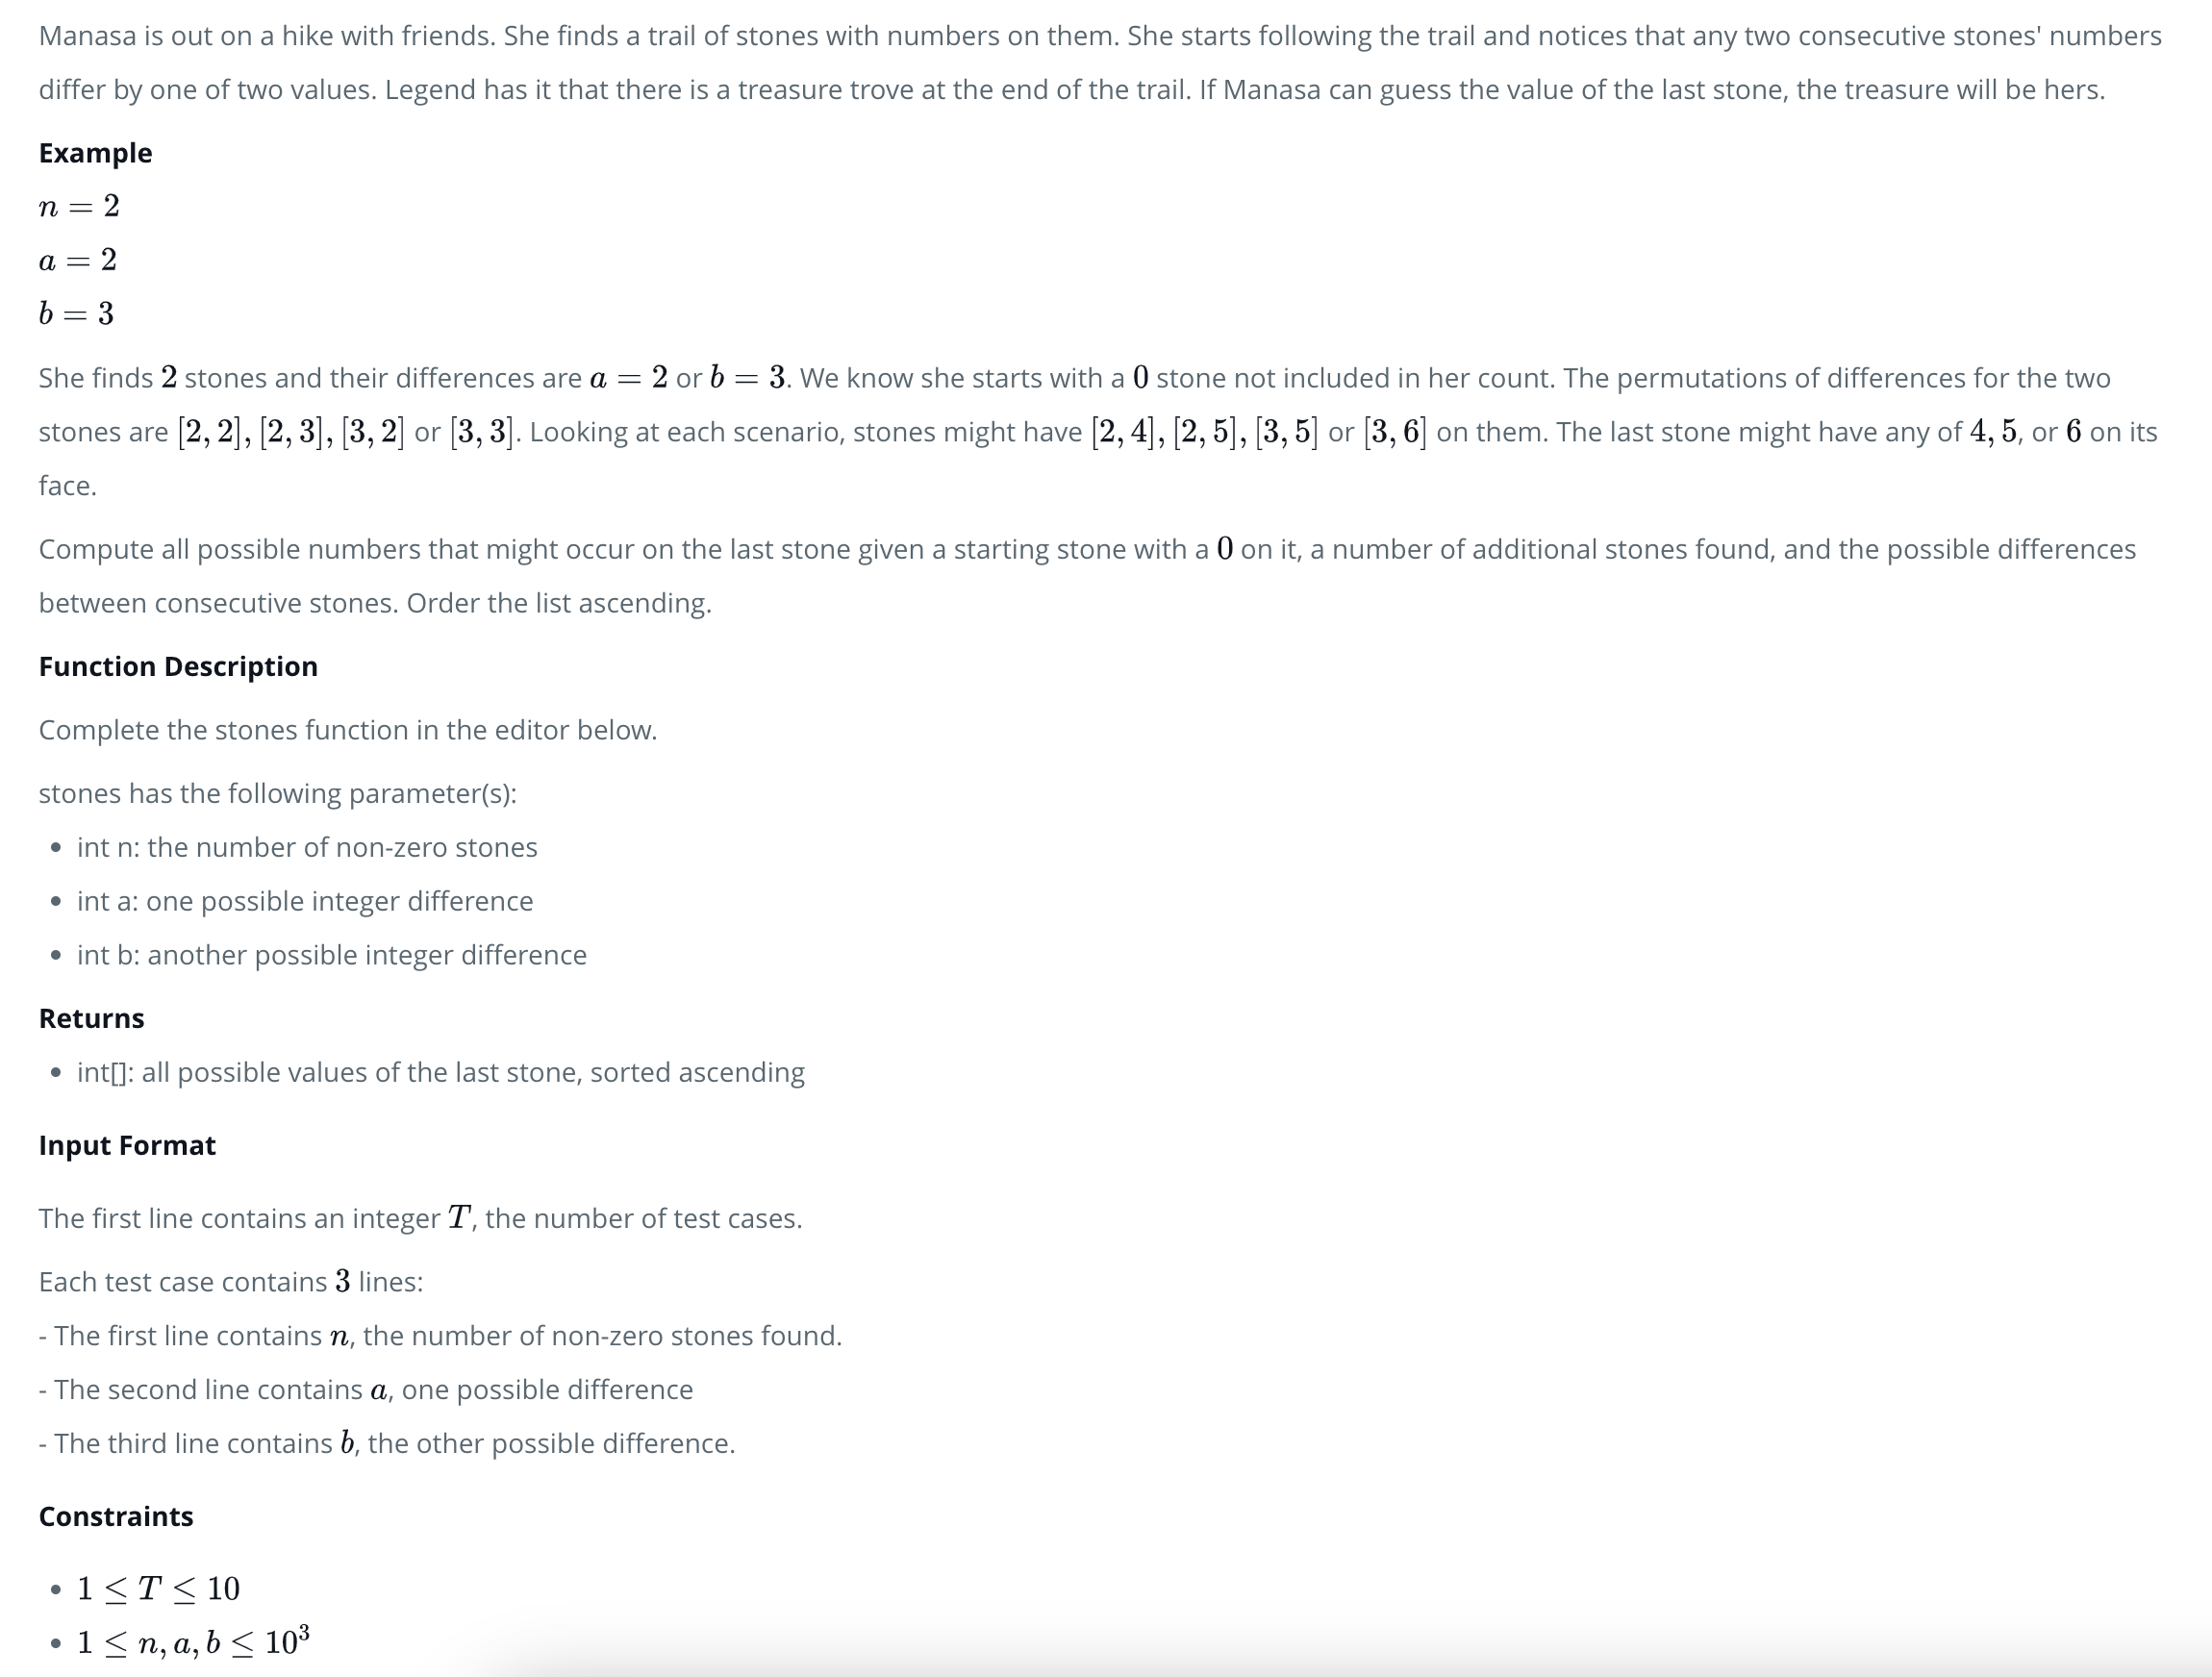 Manasa is out on a hike with friends. She finds a trail of stones with numbers on them. She starts following the trail and notices that any two consecutive stones' numbers
differ by one of two values. Legend has it that there is a treasure trove at the end of the trail. If Manasa can guess the value of the last stone, the treasure will be hers.
Example
n = 2
a = 2
b = 3
She finds 2 stones and their differences are a = 2 or b = 3. We know she starts with a 0 stone not included in her count. The permutations of differences for the two
stones are [2, 2], [2, 3], [3, 2] or [3, 3]. Looking at each scenario, stones might have [2, 4], [2, 5], [3, 5] or [3, 6] on them. The last stone might have any of 4, 5, or 6 on its
face.
Compute all possible numbers that might occur on the last stone given a starting stone with a 0 on it, a number of additional stones found, and the possible differences
between consecutive stones. Order the list ascending.
Function Description
Complete the stones function in the editor below.
stones has the following parameter(s):
• int n: the number of non-zero stones
• int a: one possible integer difference
• int b: another possible integer difference
Returns
• int[]: all possible values of the last stone, sorted ascending
Input Format
The first line contains an integer T, the number of test cases.
Each test case contains 3 lines:
- The first line contains n, the number of non-zero stones found.
- The second line contains a, one possible difference
- The third line contains b, the other possible difference.
Constraints
• 1 ≤ T ≤ 10
• 1 ≤ n, a, b ≤ 10³